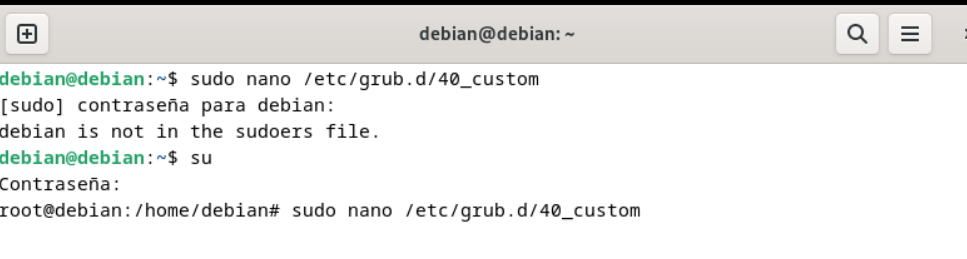 debian@debian: ~
debian@debian:~$ sudo nano /etc/grub.d/40_custom
[sudo] contraseña para debian:
debian is not in the sudoers file.
debian@debian:~$ su
Contraseña:
root@debian:/home/debian# sudo nano /etc/grub.d/40_custom